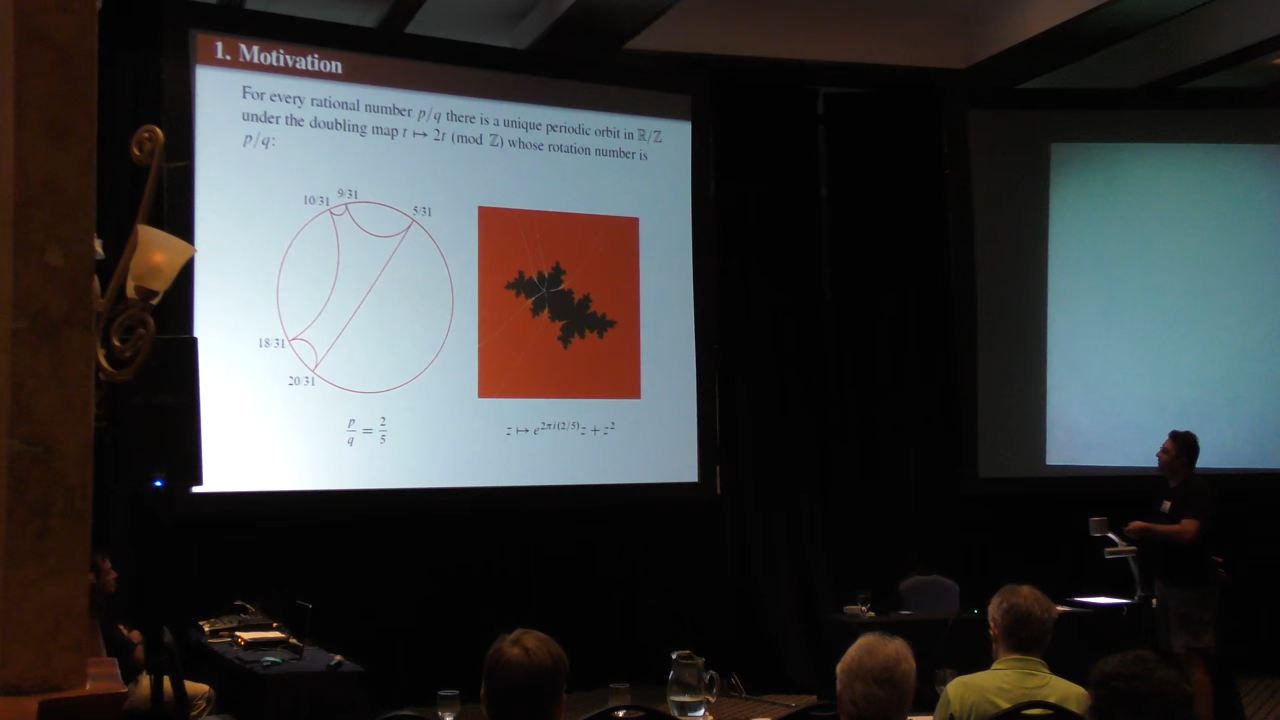 1. Motivation
For every rational number p/q there is a unique periodic orbit in ℝ/ℤ
under the doubling map t ↦ 2t (mod ℤ) whose rotation number is
p/q:
9/31
10/31
5/31
18/31
20/31
p/q = 2/5
z ↦ e^{2πi(2/5)}z + z²